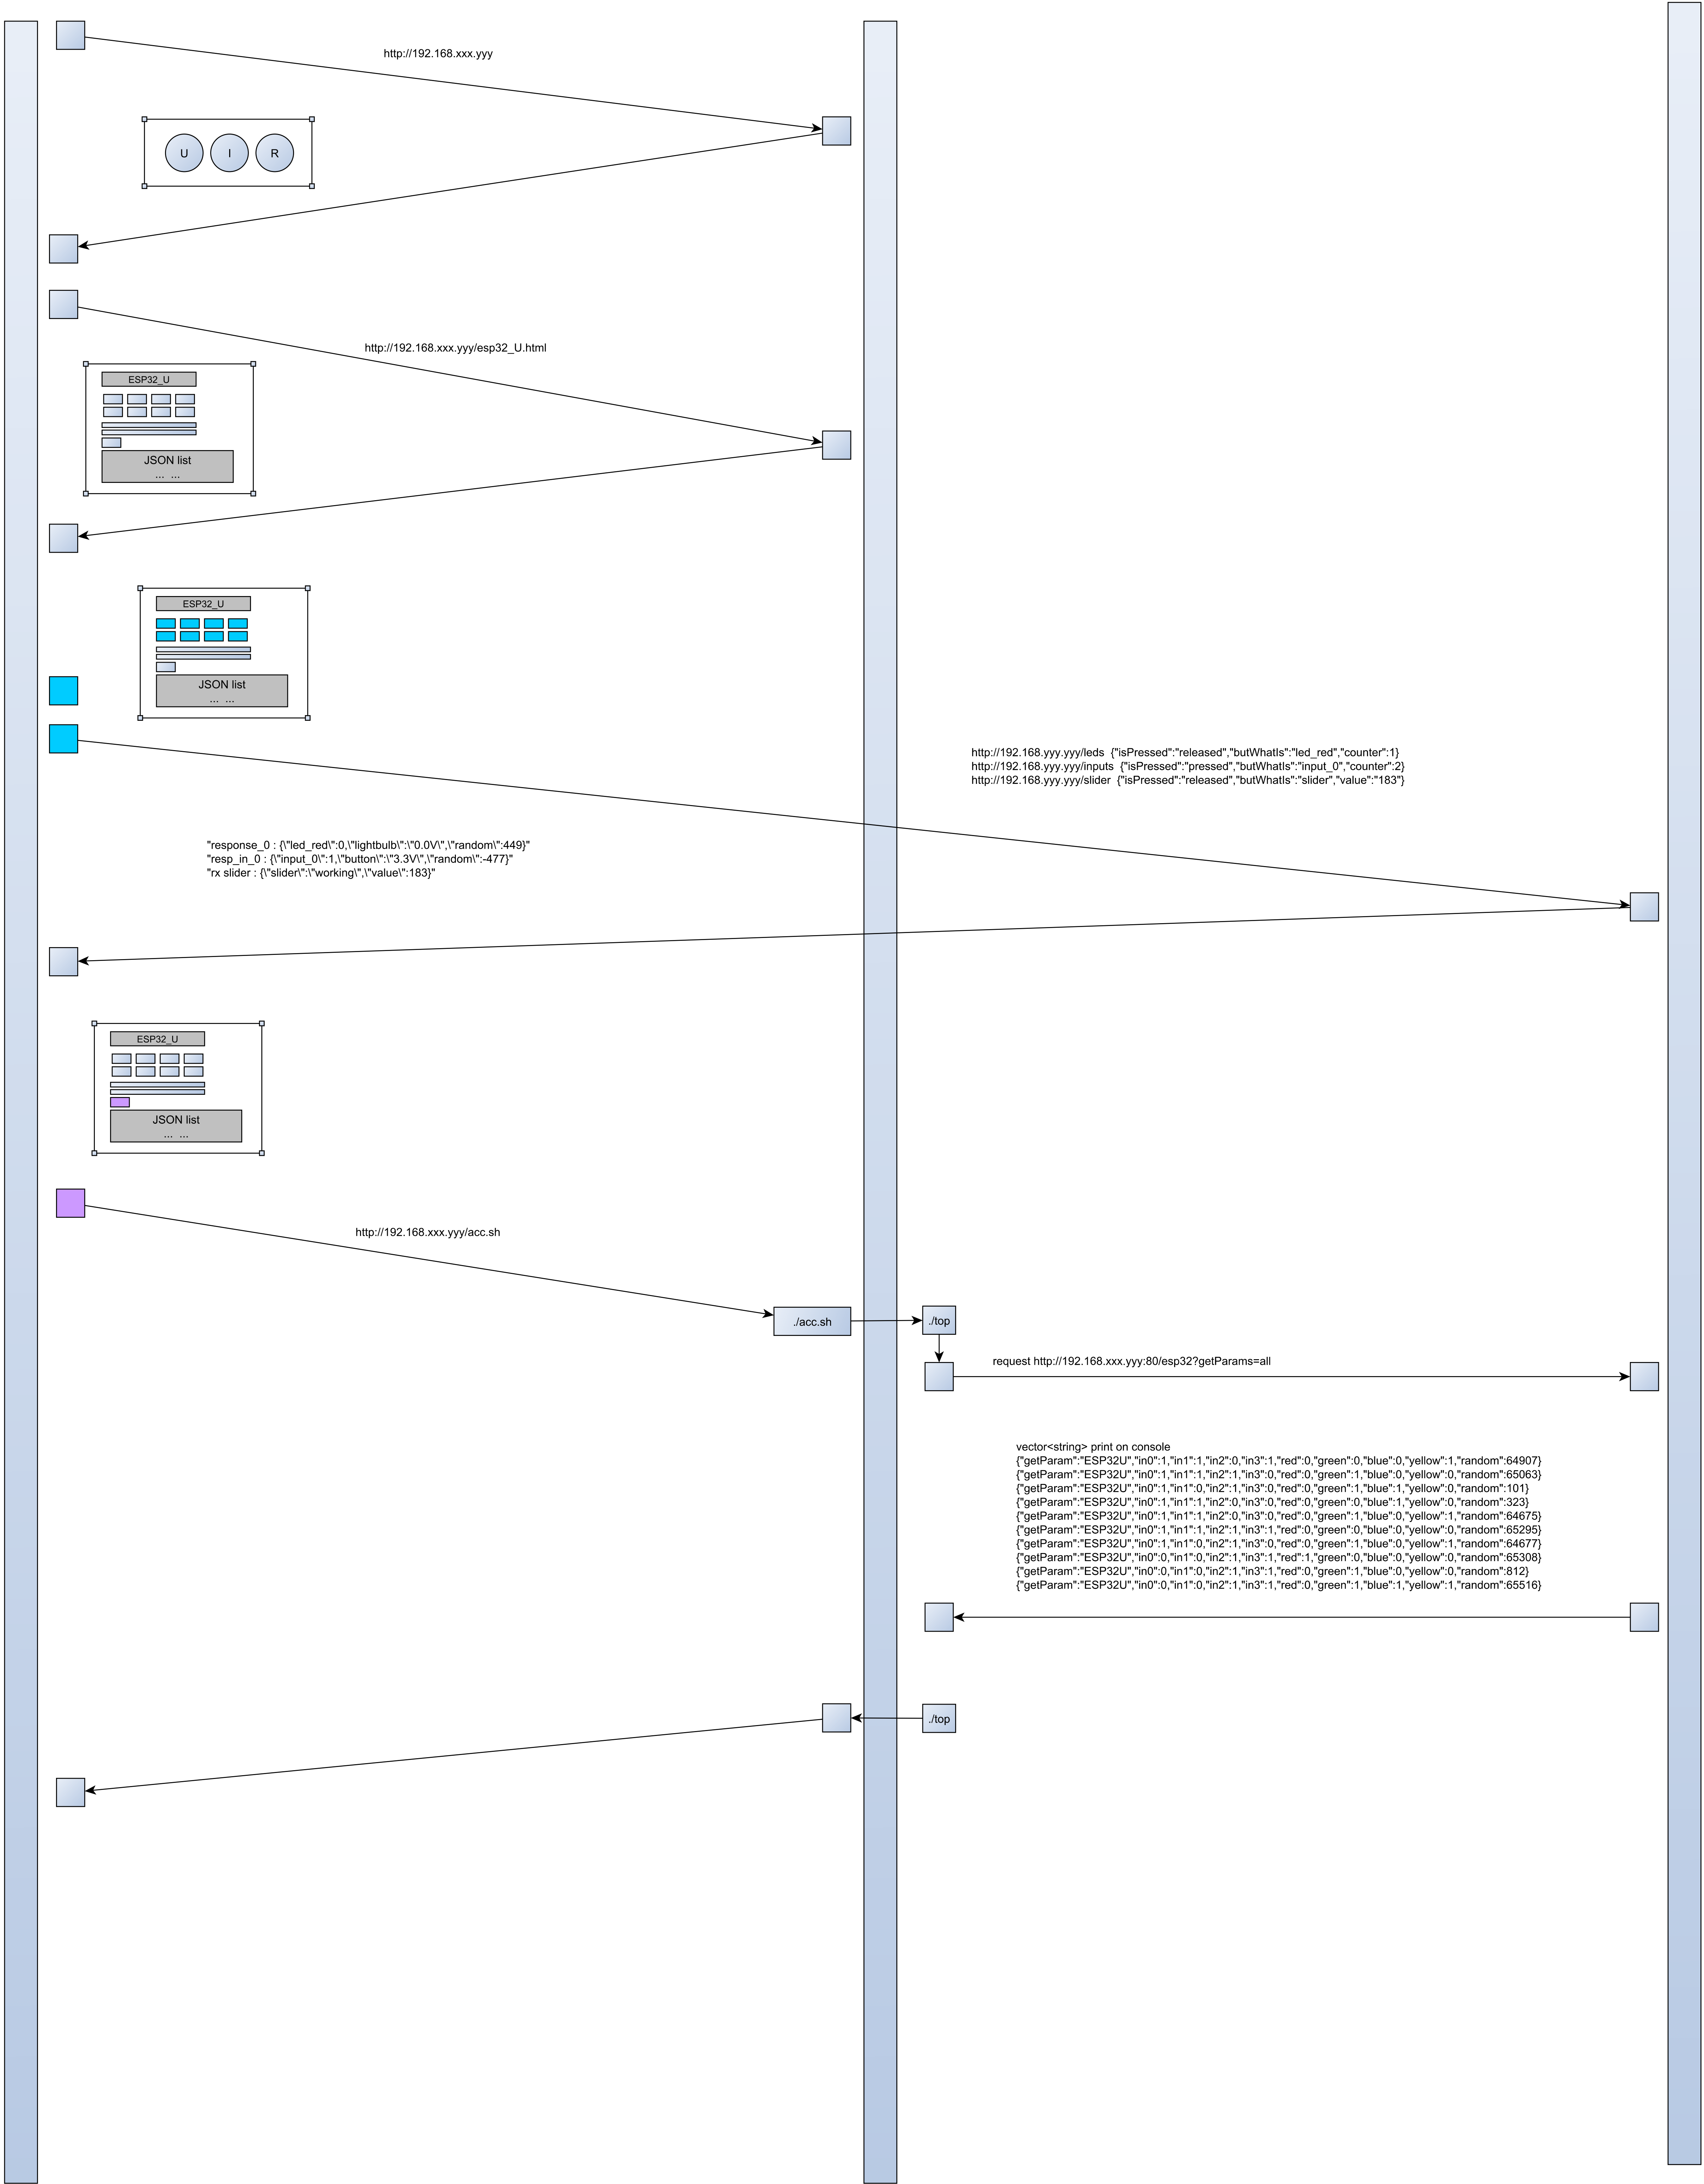 http://192.168.xxx.yyy
U I R
http://192.168.xxx.yyy/esp32_U.html
ESP32_U
JSON list
... ...
ESP32_U
JSON list
... ...
http://192.168.yyy.yyy/leds {"isPressed":"released","butWhatIs":"led_red","counter":1}
http://192.168.yyy.yyy/inputs {"isPressed":"pressed","butWhatIs":"input_0","counter":2}
http://192.168.yyy.yyy/slider {"isPressed":"released","butWhatIs":"slider","value":"183"}
"response_0 : {\"led_red\":0,\"lightbulb\":\"0.0V\",\"random\":449}"
"resp_in_0 : {\"input_0\":1,\"button\":\"3.3V\",\"random\":-477}"
"rx slider : {\"slider\":\"working\",\"value\":183}"
ESP32_U
JSON list
... ...
http://192.168.xxx.yyy/acc.sh
./acc.sh
./top
request http://192.168.xxx.yyy:80/esp32?getParams=all
vector<string> print on console
{"getParam":"ESP32U","in0":1,"in1":1,"in2":0,"in3":1,"red":0,"green":0,"blue":0,"yellow":1,"random":64907}
{"getParam":"ESP32U","in0":1,"in1":1,"in2":1,"in3":0,"red":0,"green":1,"blue":0,"yellow":0,"random":65063}
{"getParam":"ESP32U","in0":1,"in1":0,"in2":1,"in3":0,"red":0,"green":1,"blue":1,"yellow":0,"random":101}
{"getParam":"ESP32U","in0":1,"in1":1,"in2":0,"in3":0,"red":0,"green":0,"blue":1,"yellow":0,"random":323}
{"getParam":"ESP32U","in0":1,"in1":1,"in2":0,"in3":0,"red":0,"green":1,"blue":0,"yellow":1,"random":64675}
{"getParam":"ESP32U","in0":1,"in1":1,"in2":1,"in3":1,"red":0,"green":0,"blue":0,"yellow":0,"random":65295}
{"getParam":"ESP32U","in0":1,"in1":0,"in2":1,"in3":0,"red":0,"green":1,"blue":0,"yellow":1,"random":64677}
{"getParam":"ESP32U","in0":0,"in1":0,"in2":1,"in3":1,"red":1,"green":0,"blue":0,"yellow":0,"random":65308}
{"getParam":"ESP32U","in0":0,"in1":0,"in2":1,"in3":0,"red":0,"green":0,"blue":0,"yellow":0,"random":812}
{"getParam":"ESP32U","in0":0,"in1":0,"in2":1,"in3":1,"red":0,"green":1,"blue":1,"yellow":1,"random":65516}
./top